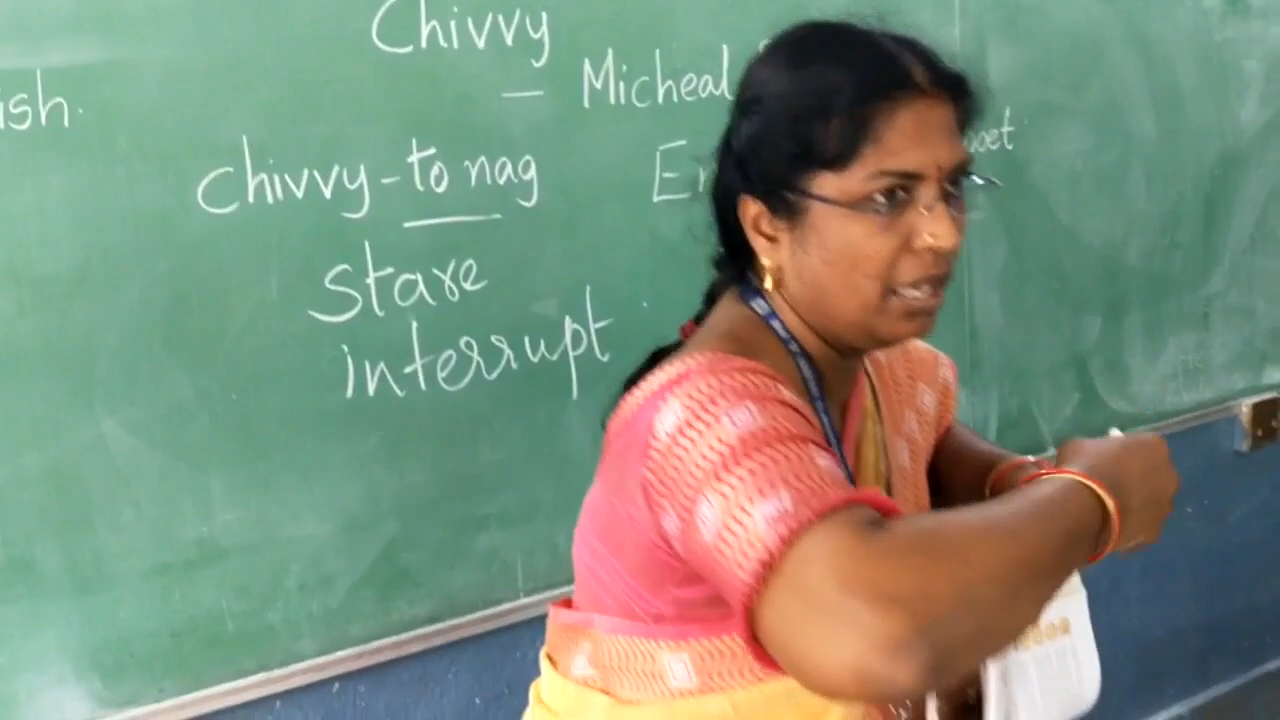 Chivvy
ish.
- Micheal
chivvy - to nag
stare
interrupt